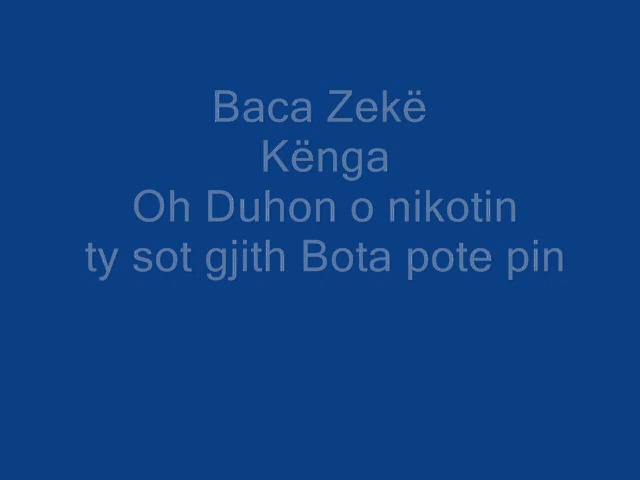 Baca Zekë
Kënga
Oh Duhon o nikotin
ty sot gjith Bota pote pin